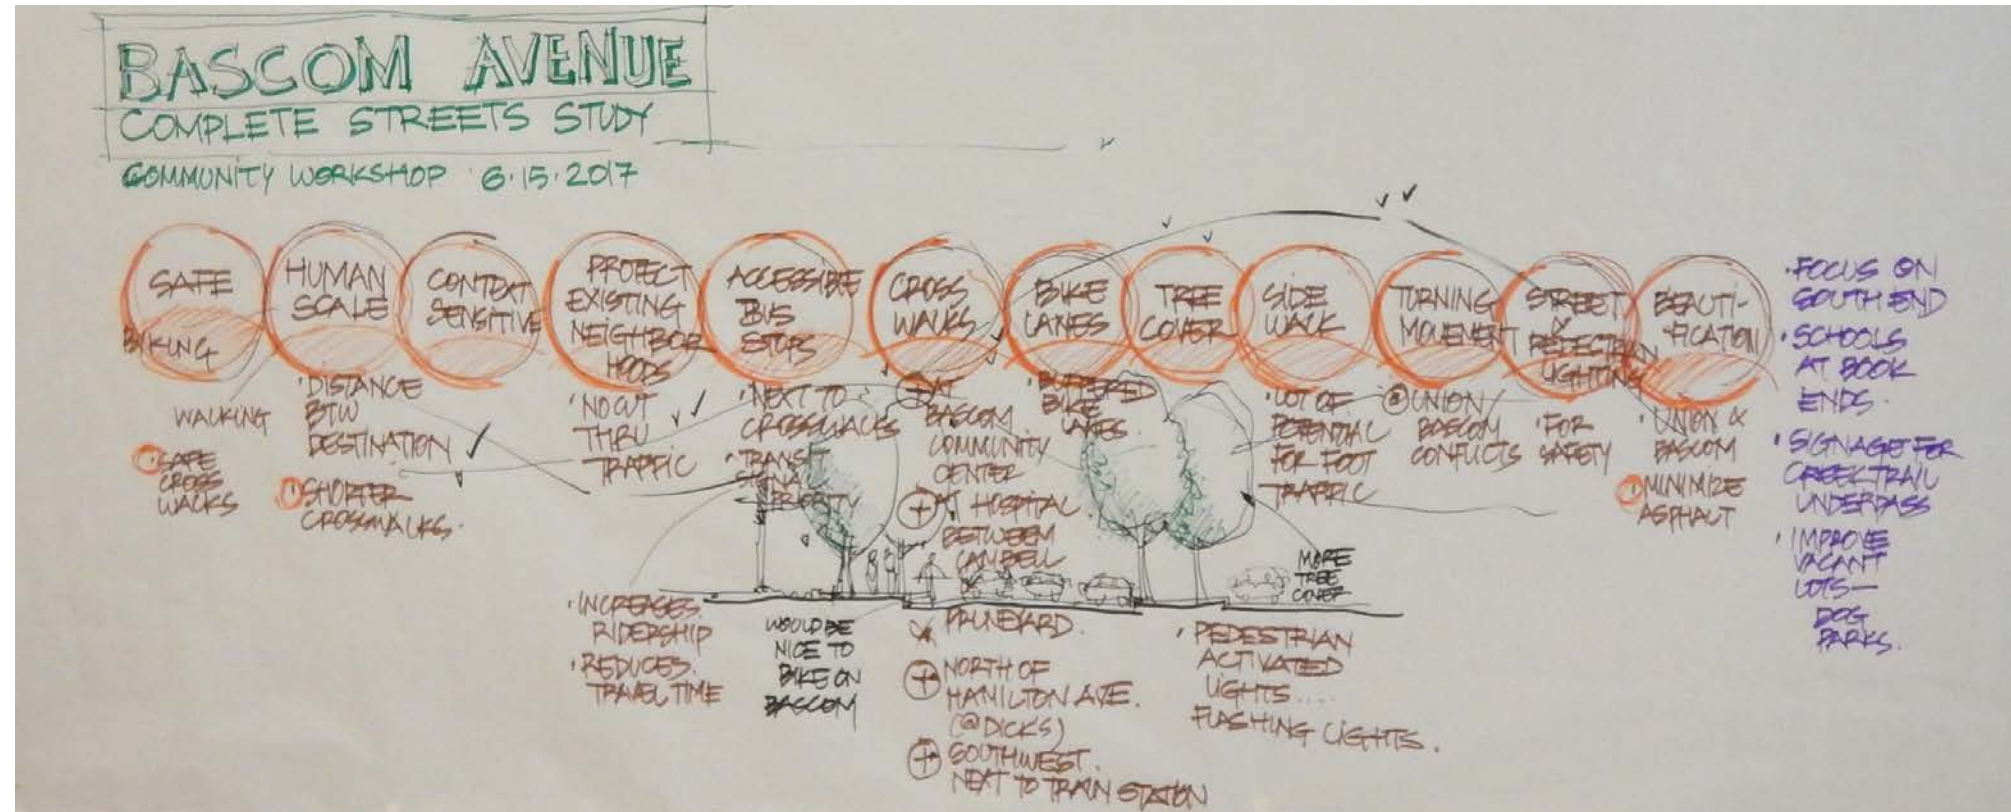 BASCOM AVENUE
COMPLETE STREETS STUDY
COMMUNITY WORKSHOP 6.15.2017
SAFE
BIKING
WALKING
SAFE
CROSS
WALKS
HUMAN
SCALE
· DISTANCE
BTW
DESTINATION
SHORTER
CROSSWALKS.
CONTEXT
SENSITIVE
PROTECT
EXISTING
NEIGHBOR
HOODS
· NO CUT
THRU
TRAFFIC
ACCESSIBLE
BUS
STOPS
· NEXT TO
CROSSWALKS
· TRANSIT
SIGNAL
PRIORITY
· INCREASES
RIDERSHIP
· REDUCES
TRAVEL TIME
WOULD BE
NICE TO
BIKE ON
BASCOM
CROSS
WALKS
+ AT
BASCOM
COMMUNITY
CENTER
+ AT HOSPITAL
BETWEEN
CAMBELL
PRUNEYARD.
+ NORTH OF
HAMILTON AVE.
(@DICKS)
+ SOUTHWEST.
NEXT TO TRAIN STATION
BIKE
LANES
· BUFFERED
BIKE
LANES.
TREE
COVER
MORE
TREE
COVER
· PEDESTRIAN
ACTIVATED
LIGHTS....
FLASHING LIGHTS.
SIDE
WALK
· LOT OF
POTENTIAL
FOR FOOT
TRAFFIC
TURNING
MOVEMENT
@ UNION/
BASCOM
CONFLICTS
STREET
&
PEDESTRIAN
LIGHTING
· FOR
SAFETY
BEAUTI-
FICATION
· UNION &
BASCOM
MINIMIZE
ASPHALT
· FOCUS ON
SOUTH END
· SCHOOLS
AT BOOK
ENDS.
· SIGNAGE FOR
CREEK TRAIL
UNDERPASS
· IMPROVE
VACANT
LOTS—
DOG
PARKS.